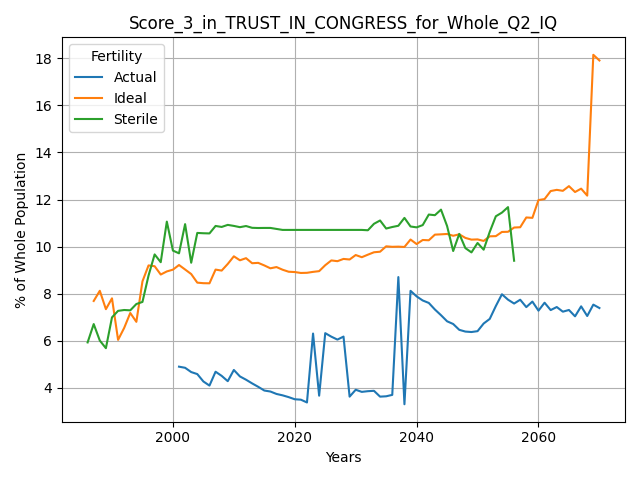 Score_3_in_TRUST_IN_CONGRESS_for_Whole_Q2_IQ
Fertility
Actual
Ideal
Sterile
% of Whole Population
18
16
14
12
10
8
6
4
2000
2020
2040
2060
Years